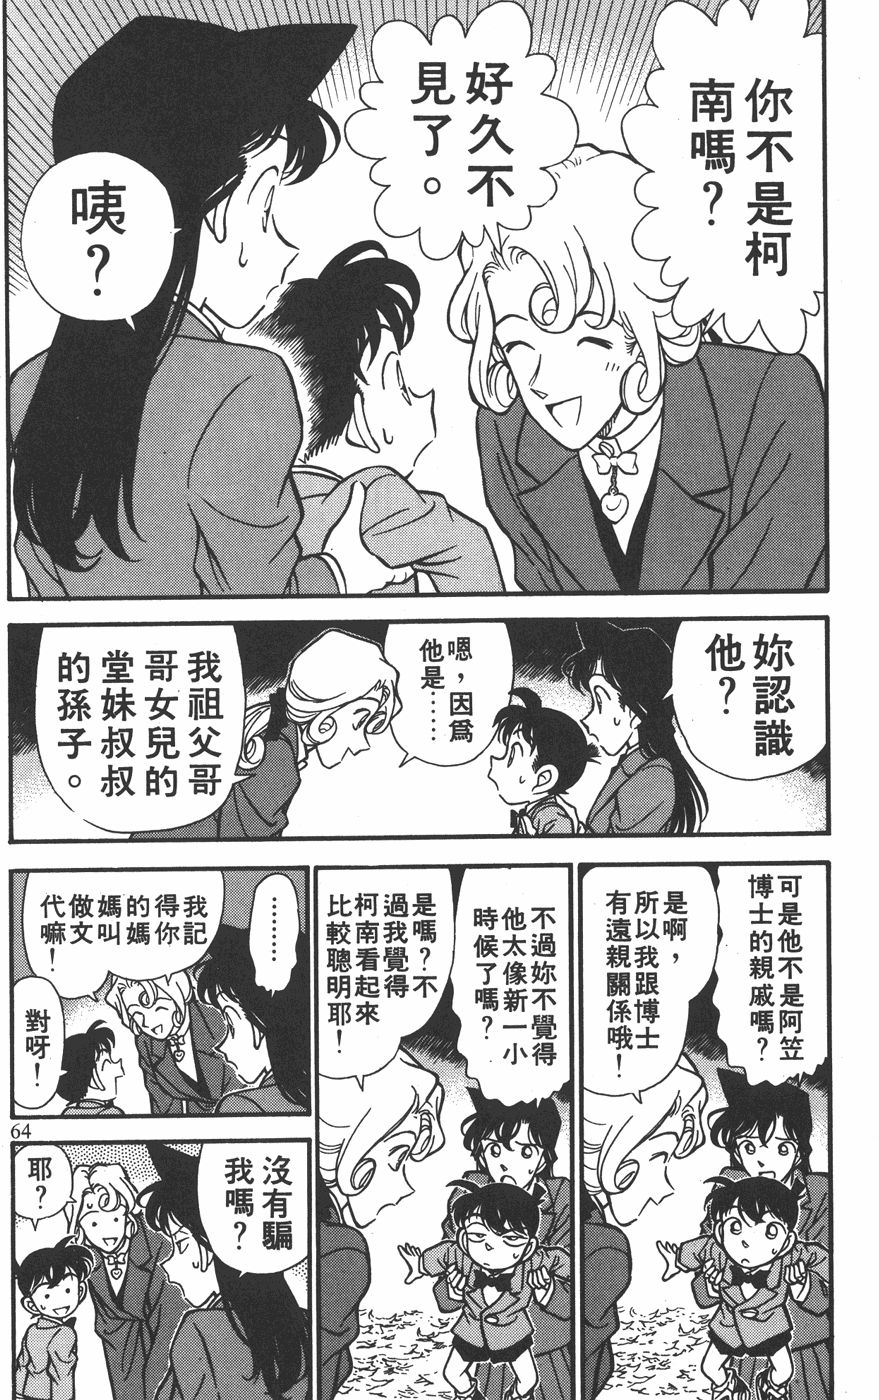 你不是柯
南嗎？
好久不
見了。
咦？
妳認識
他？
嗯，因為
他是⋯⋯
我祖父哥
哥女兒的
堂妹叔叔
的孫子。
可是他不是阿笠
博士的親戚嗎？
是啊，
所以我跟博士
有遠親關係哦！
不過妳不覺得
他太像新一小
時候了嗎？
是嗎？不
過我覺得
柯南看起來
比較聰明耶！
⋯⋯
我記
得你
媽的
媽叫
做文
代嘛！
對呀！
沒有騙
我嗎？
耶？
64